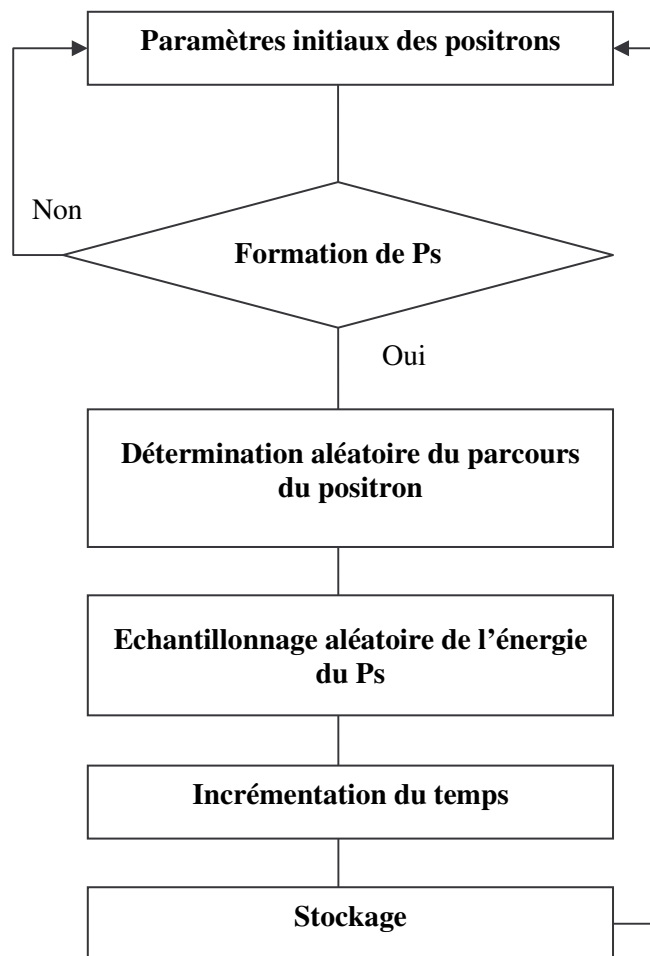 Paramètres initiaux des positrons
Non
Formation de Ps
Oui
Détermination aléatoire du parcours
du positron
Echantillonnage aléatoire de l’énergie
du Ps
Incrémentation du temps
Stockage